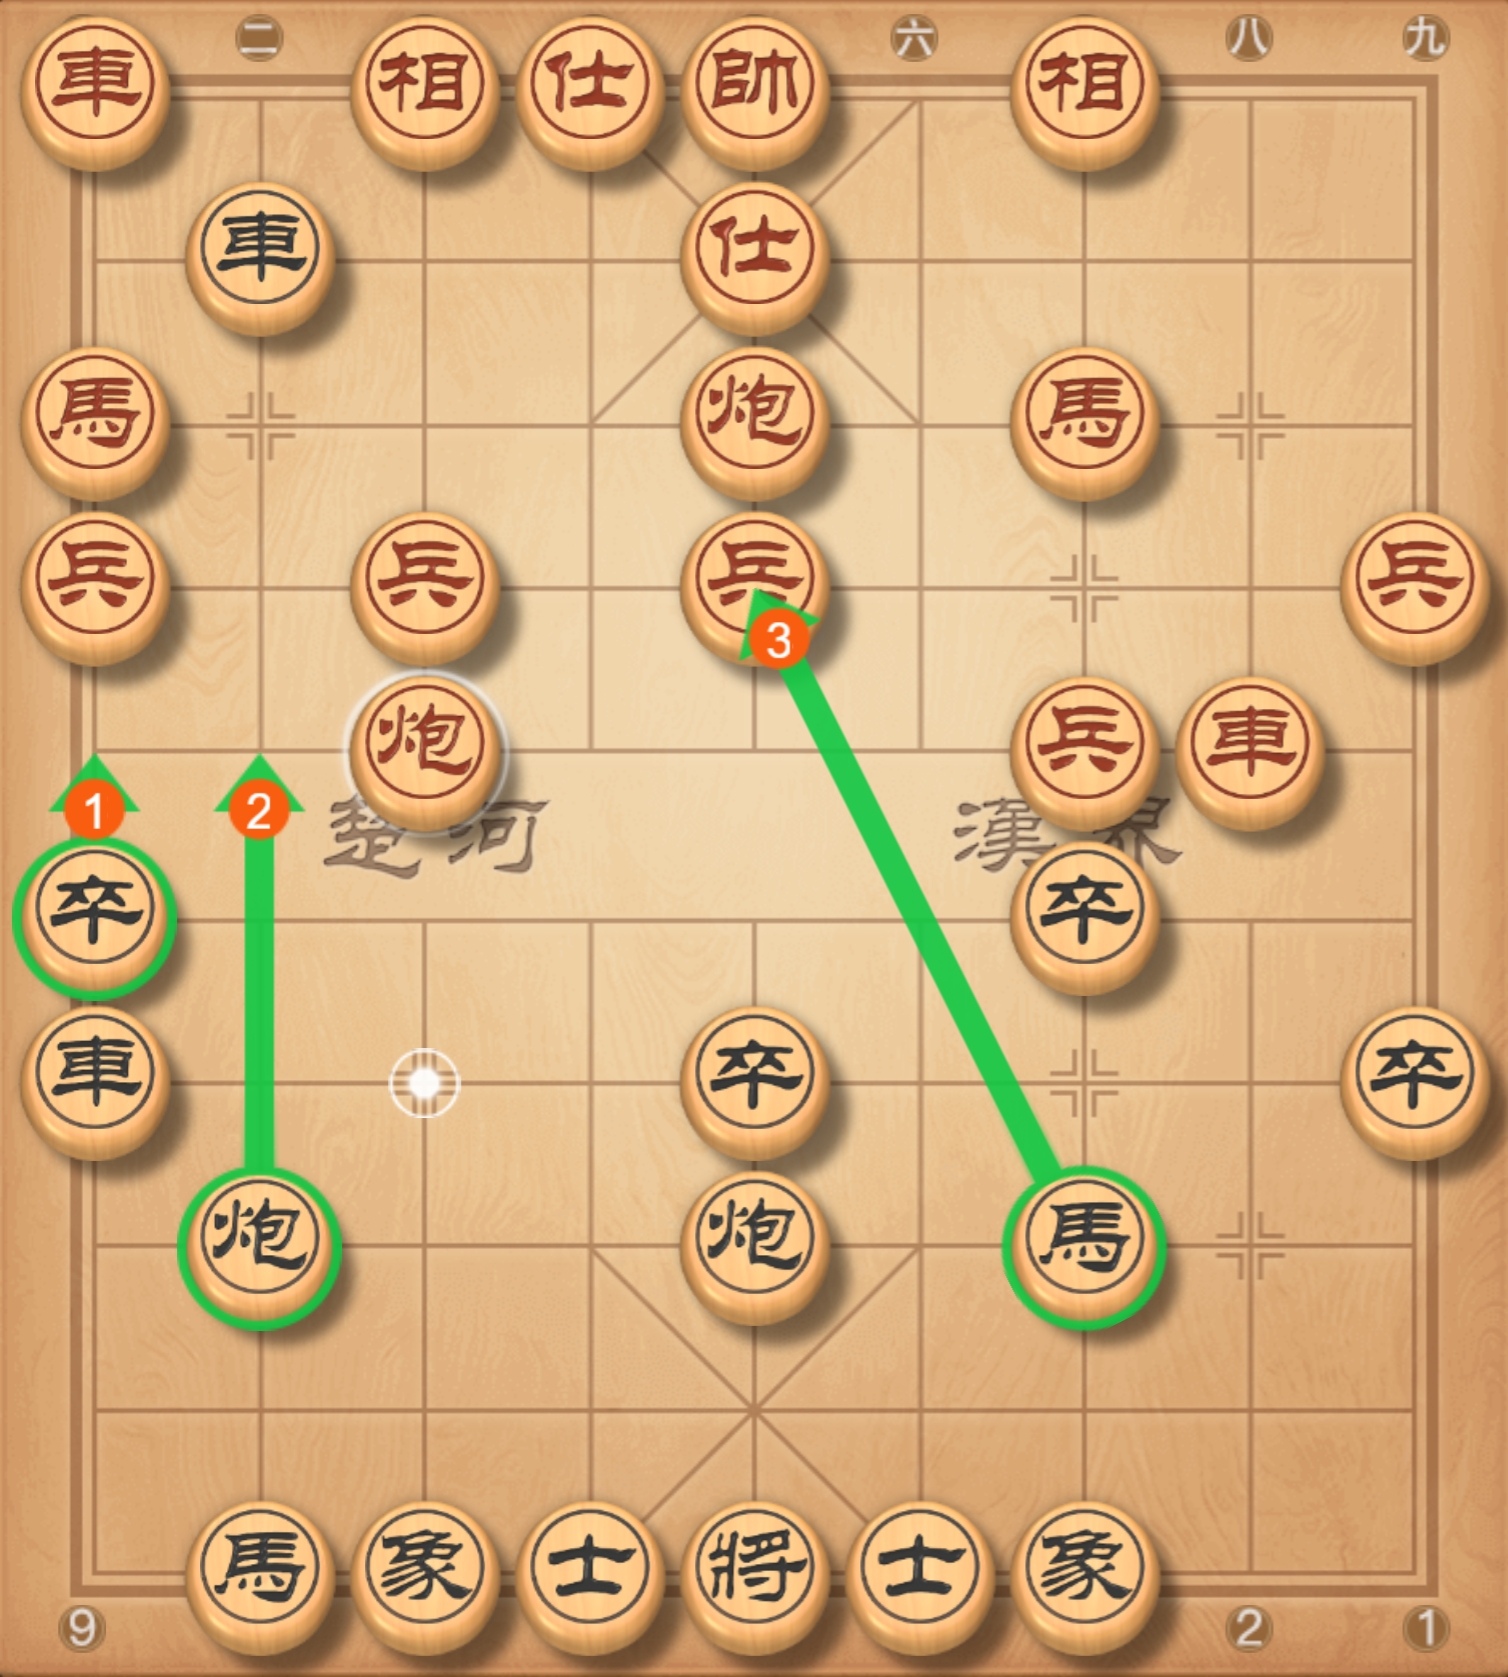 二 六 八 九
車 相 仕 帥 相
車 仕
馬 炮 馬
兵 兵 兵 兵
3
炮 兵 車
1 2
楚河 漢界
卒 卒
車 卒 卒
炮 炮 馬
馬 象 士 將 士 象
9 2 1